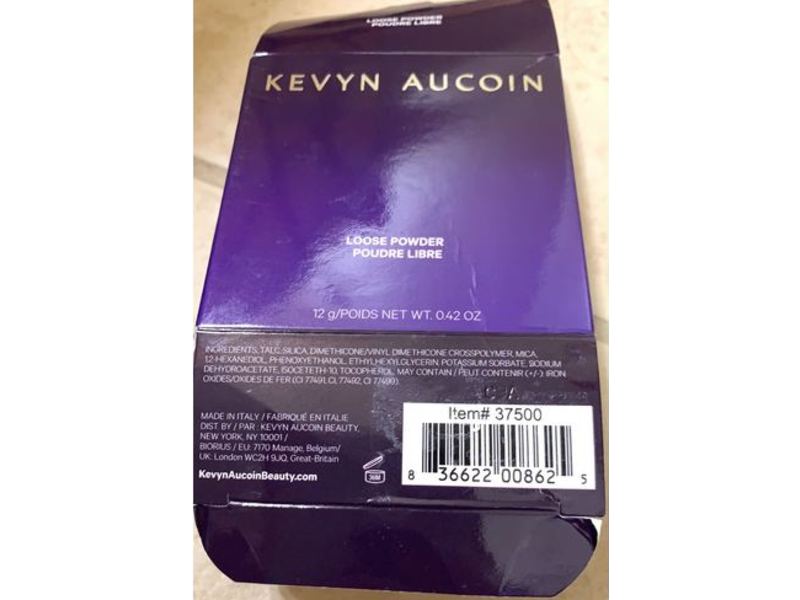 LOOSE POWDER
POUDRE LIBRE
KEVYN AUCOIN
LOOSE POWDER
POUDRE LIBRE
12 g/POIDS NET WT. 0.42 OZ
INGREDIENTS: TALC, SILICA, DIMETHICONE/VINYL DIMETHICONE CROSSPOLYMER, MICA,
1,2-HEXANEDIOL, PHENOXYETHANOL, ETHYLHEXYLGLYCERIN, POTASSIUM SORBATE, SODIUM
DEHYDROACETATE, ISOCETETH-10, TOCOPHEROL. MAY CONTAIN / PEUT CONTENIR (+/-): IRON
OXIDES/OXIDES DE FER (CI 77491, CI, 77492, CI 77499)
MADE IN ITALY / FABRIQUÉ EN ITALIE
DIST. BY / PAR : KEVYN AUCOIN BEAUTY,
NEW YORK, NY 10001 /
BIORIUS / EU: 7170 Manage, Belgium/
UK: London WC2H 9JQ, Great-Britain
KevynAucoinBeauty.com
36M
Item# 37500
8 36622 00862 5